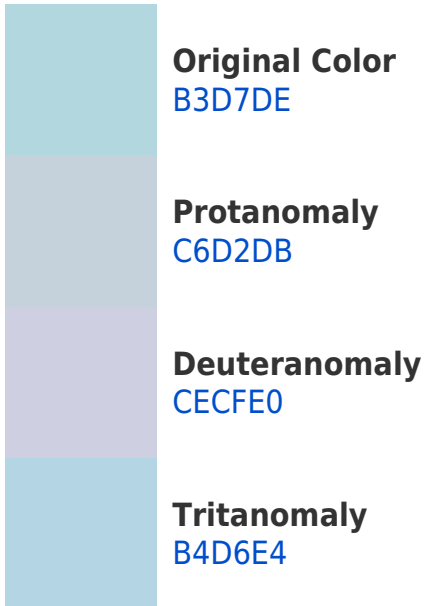 Original Color
B3D7DE
Protanomaly
C6D2DB
Deuteranomaly
CECFE0
Tritanomaly
B4D6E4